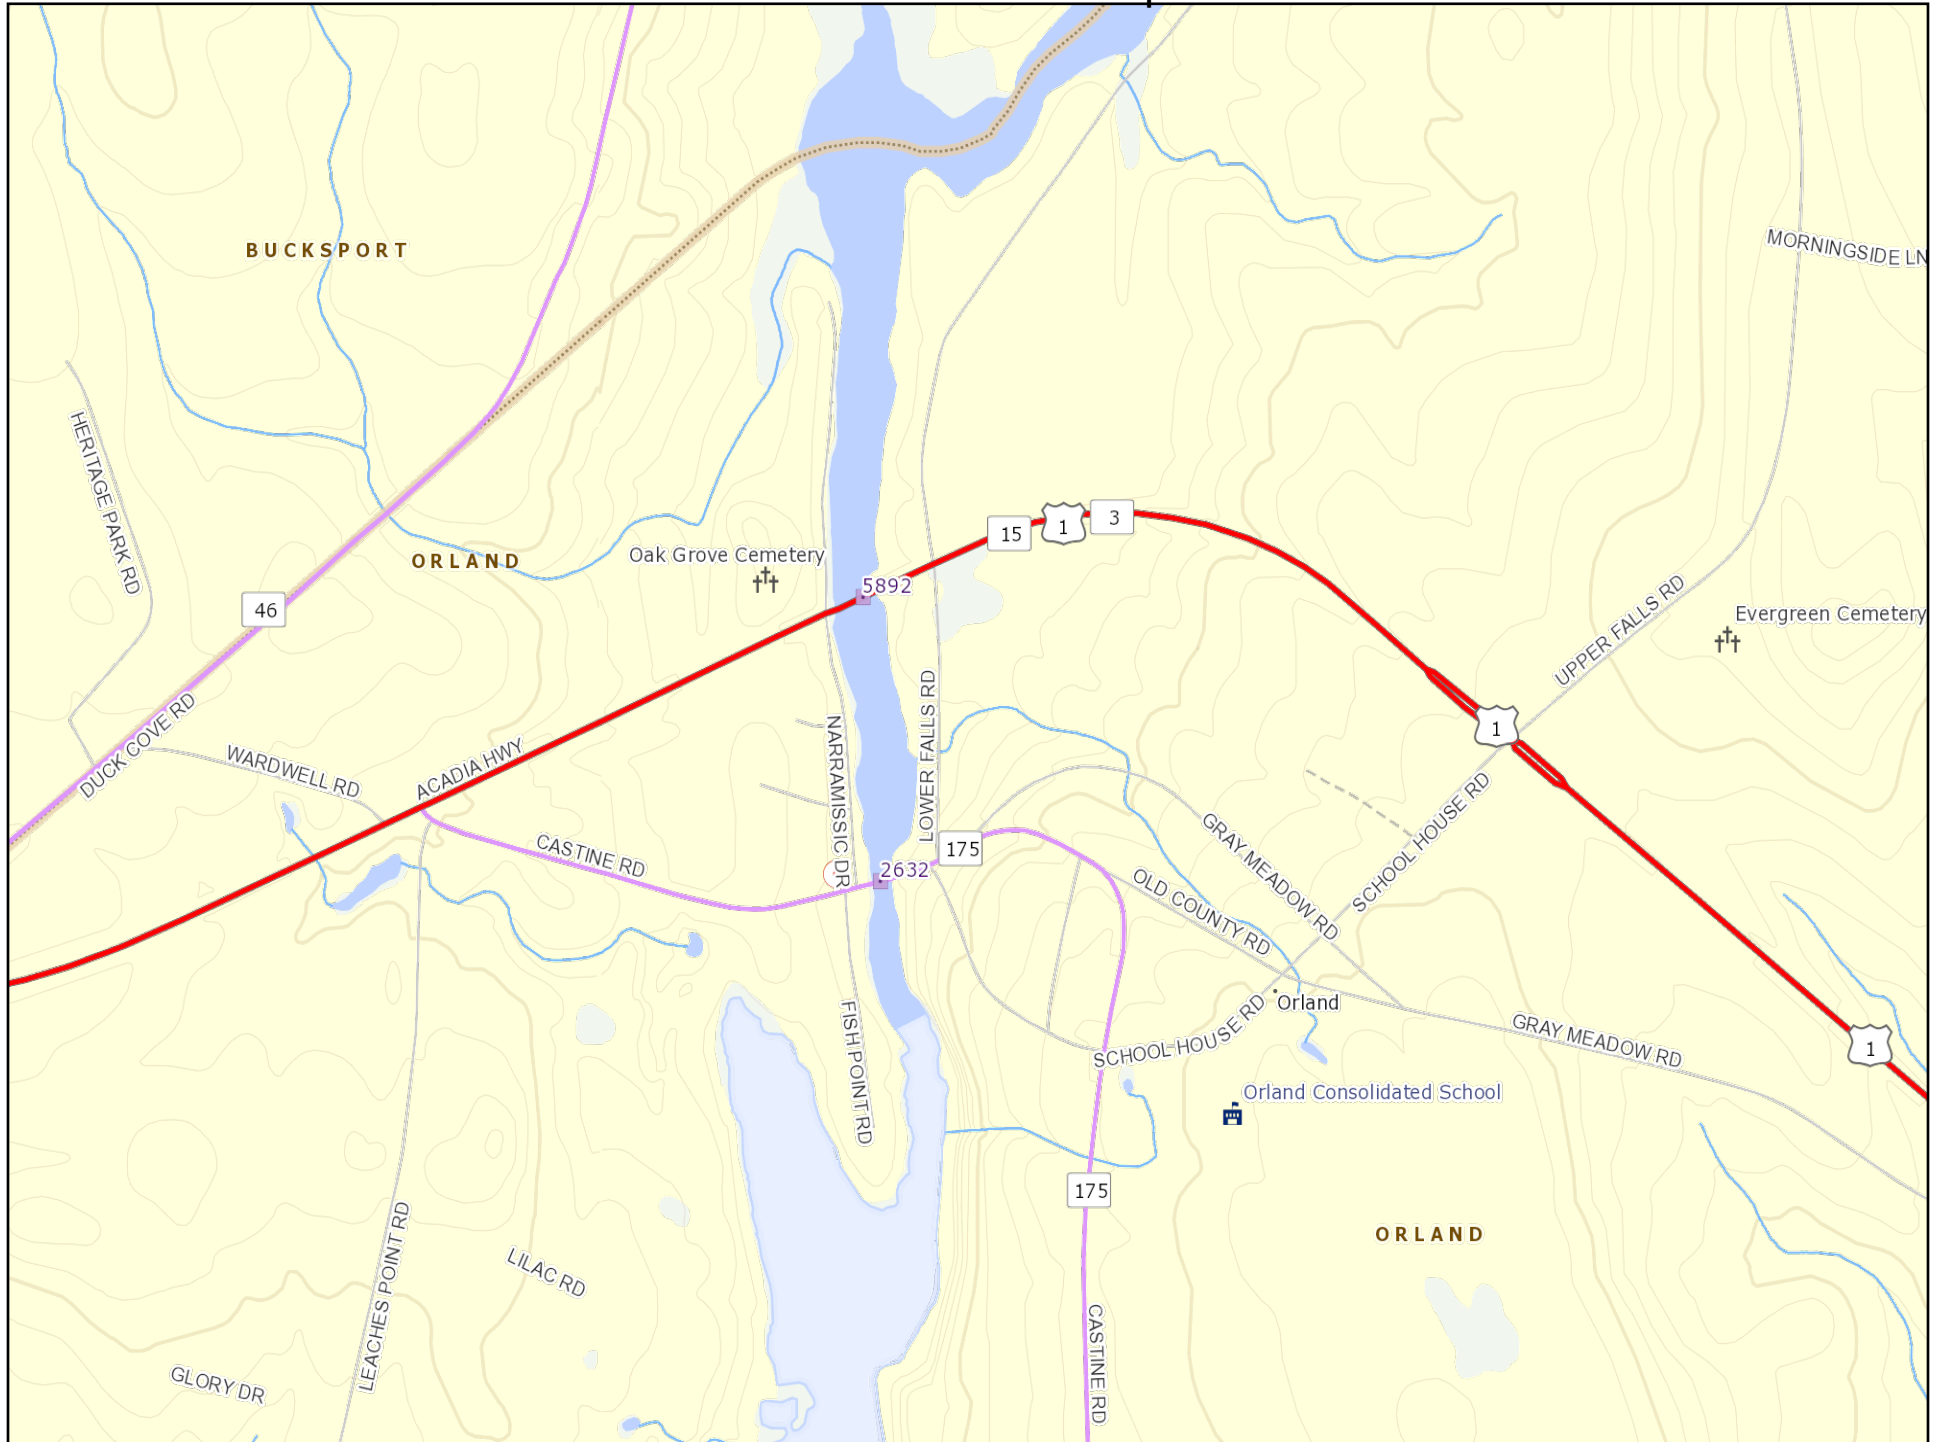 BUCKSPORT
MORNINGSIDE LN
HERITAGE PARK RD
15
1
3
ORLAND
Oak Grove Cemetery
5892
46
UPPER FALLS RD
Evergreen Cemetery
DUCK COVE RD
WARDWELL RD
ACADIA HWY
NARRAMISSIC DR
LOWER FALLS RD
1
CASTINE RD
175
2632
GRAY MEADOW RD
SCHOOL HOUSE RD
OLD COUNTY RD
Orland
SCHOOL HOUSE RD
GRAY MEADOW RD
1
FISH POINT RD
Orland Consolidated School
175
ORLAND
LEACHES POINT RD
LILAC RD
GLORY DR
CASTINE RD